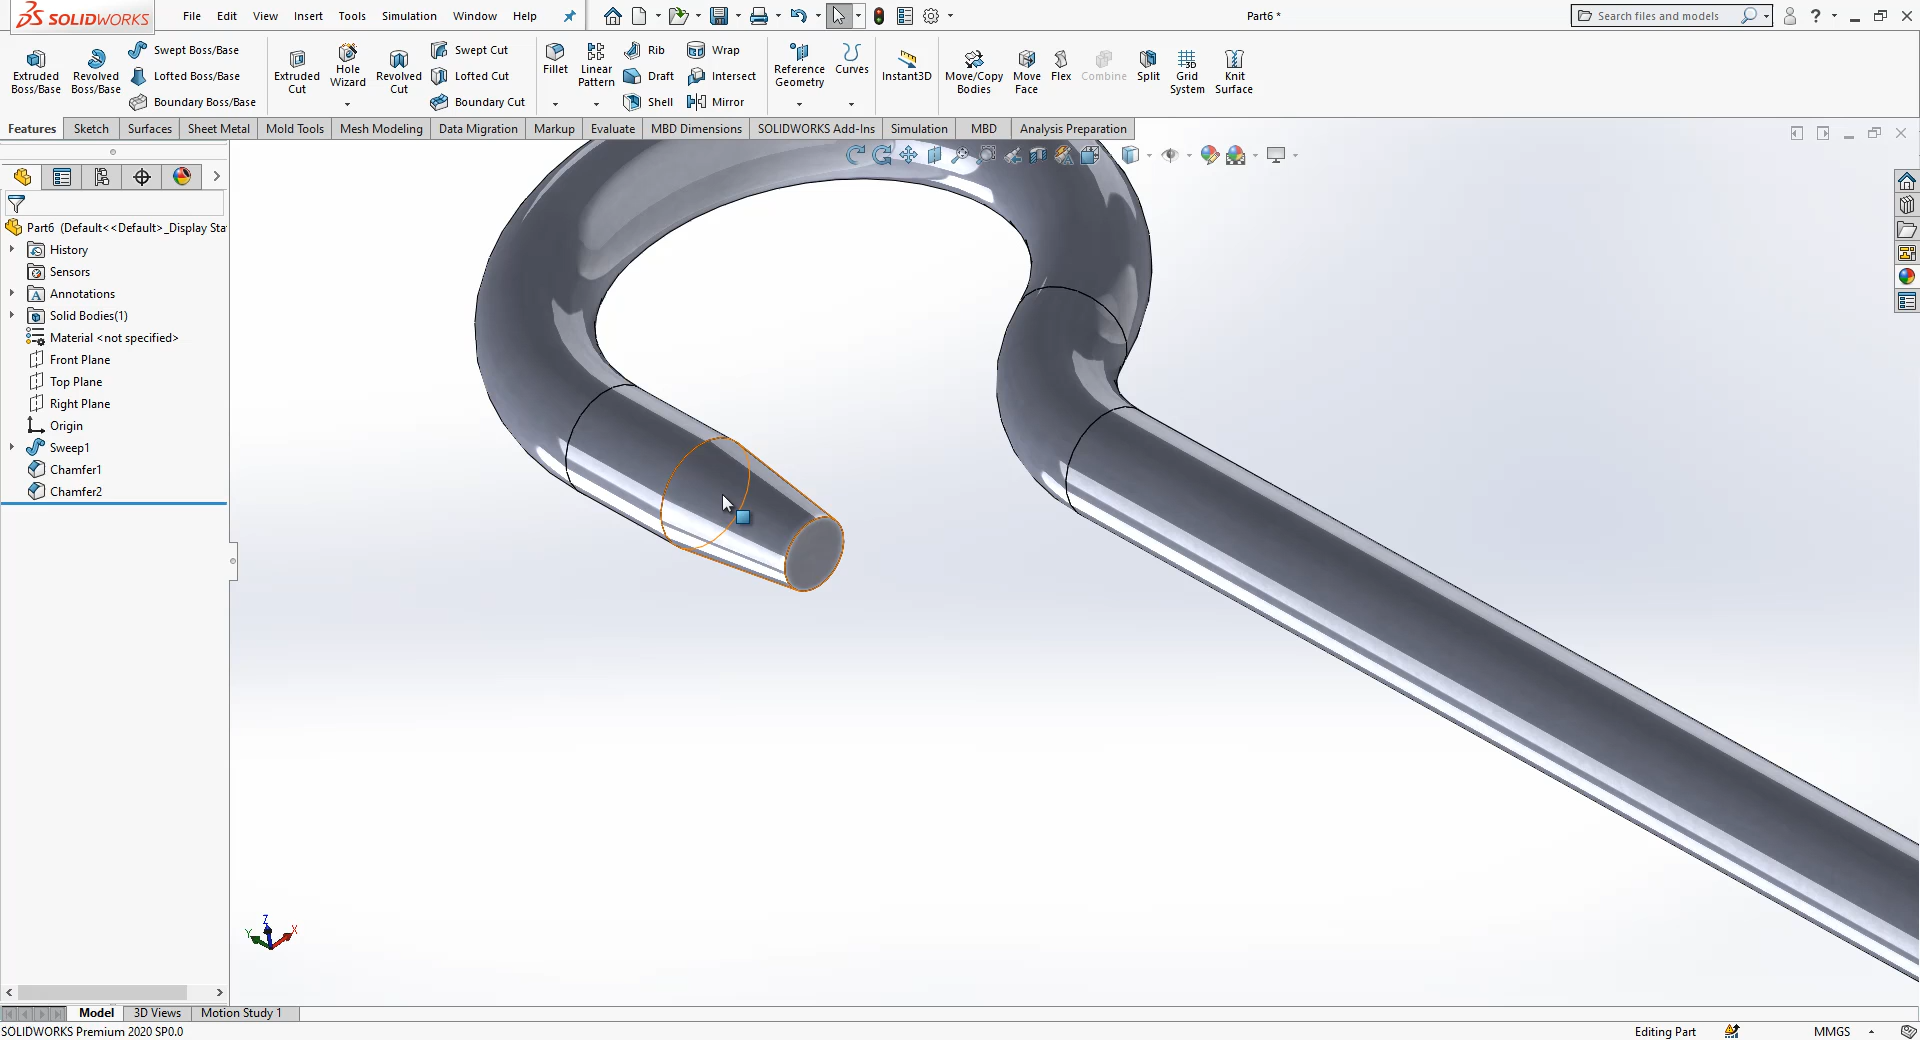 SOLIDWORKS
File Edit View Insert Tools Simulation Window Help
Part6 *
Search files and models
?
Extruded Boss/Base
Revolved Boss/Base
Swept Boss/Base
Lofted Boss/Base
Boundary Boss/Base
Extruded Cut
Hole Wizard
Revolved Cut
Swept Cut
Lofted Cut
Boundary Cut
Fillet
Linear Pattern
Rib
Draft
Shell
Wrap
Intersect
Mirror
Reference Geometry
Curves
Instant3D
Move/Copy Bodies
Move Face
Flex
Combine
Split
Grid System
Knit Surface
Features Sketch Surfaces Sheet Metal Mold Tools Mesh Modeling Data Migration Markup Evaluate MBD Dimensions SOLIDWORKS Add-Ins Simulation MBD Analysis Preparation
Part6 (Default<<Default>_Display Sta
History
Sensors
Annotations
Solid Bodies(1)
Material <not specified>
Front Plane
Top Plane
Right Plane
Origin
Sweep1
Chamfer1
Chamfer2
Z
Y
X
Model 3D Views Motion Study 1
SOLIDWORKS Premium 2020 SP0.0
Editing Part
MMGS